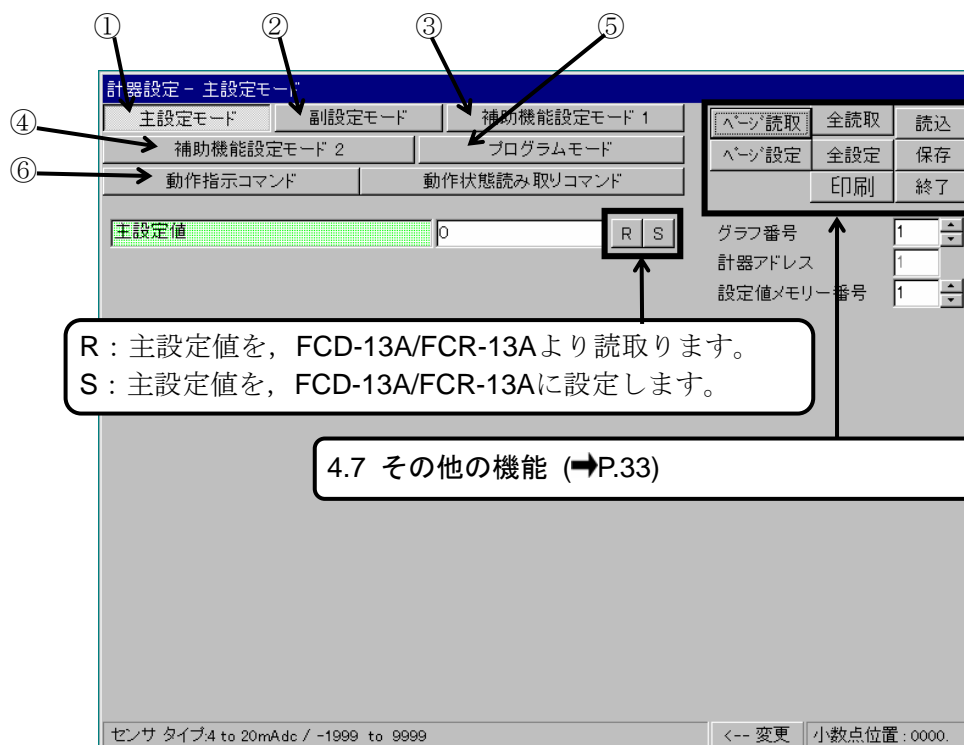 ① ② ③ ⑤
計器設定 – 主設定モード
主設定モード 副設定モード 補助機能設定モード 1
④ 補助機能設定モード 2 プログラムモード
⑥ 動作指示コマンド 動作状態読み取りコマンド
ページ読取 全読取 読込
ページ設定 全設定 保存
印刷 終了
主設定値 0 R S
グラフ番号 1
計器アドレス 1
設定値メモリー番号 1
R：主設定値を，FCD-13A/FCR-13Aより読取ります。
S：主設定値を，FCD-13A/FCR-13Aに設定します。
4.7 その他の機能 (➡P.33)
センサ タイプ:4 to 20mAdc / -1999 to 9999 <-- 変更 小数点位置 : 0000.